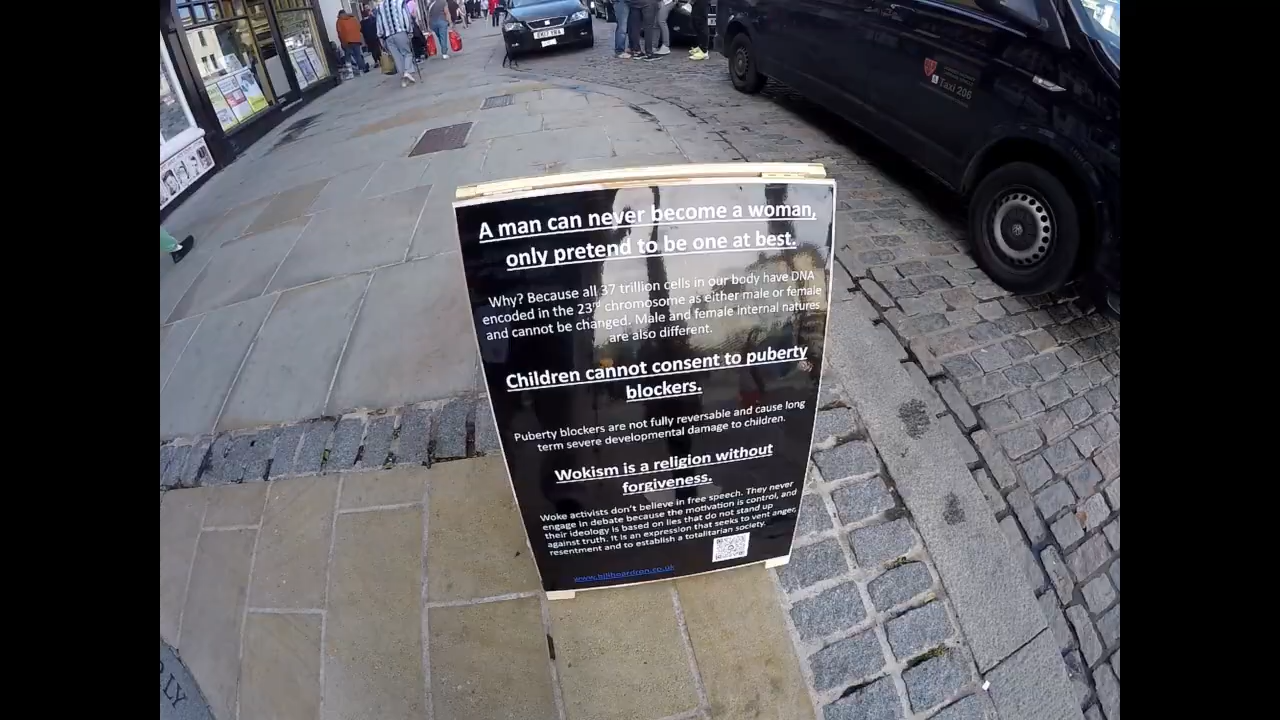 EK17 VRA
Taxi 206
A man can never become a woman,
only pretend to be one at best.
Why? Because all 37 trillion cells in our body have DNA
encoded in the 23rd chromosome as either male or female
and cannot be changed. Male and female internal natures
are also different.
Children cannot consent to puberty
blockers.
Puberty blockers are not fully reversable and cause long
term severe developmental damage to children.
Wokism is a religion without
forgiveness.
Woke activists don't believe in free speech. They never
engage in debate because the motivation is control, and
their ideology is based on lies that do not stand up
against truth. It is an expression that seeks to vent anger,
resentment and to establish a totalitarian society.
www.billboardron.co.uk